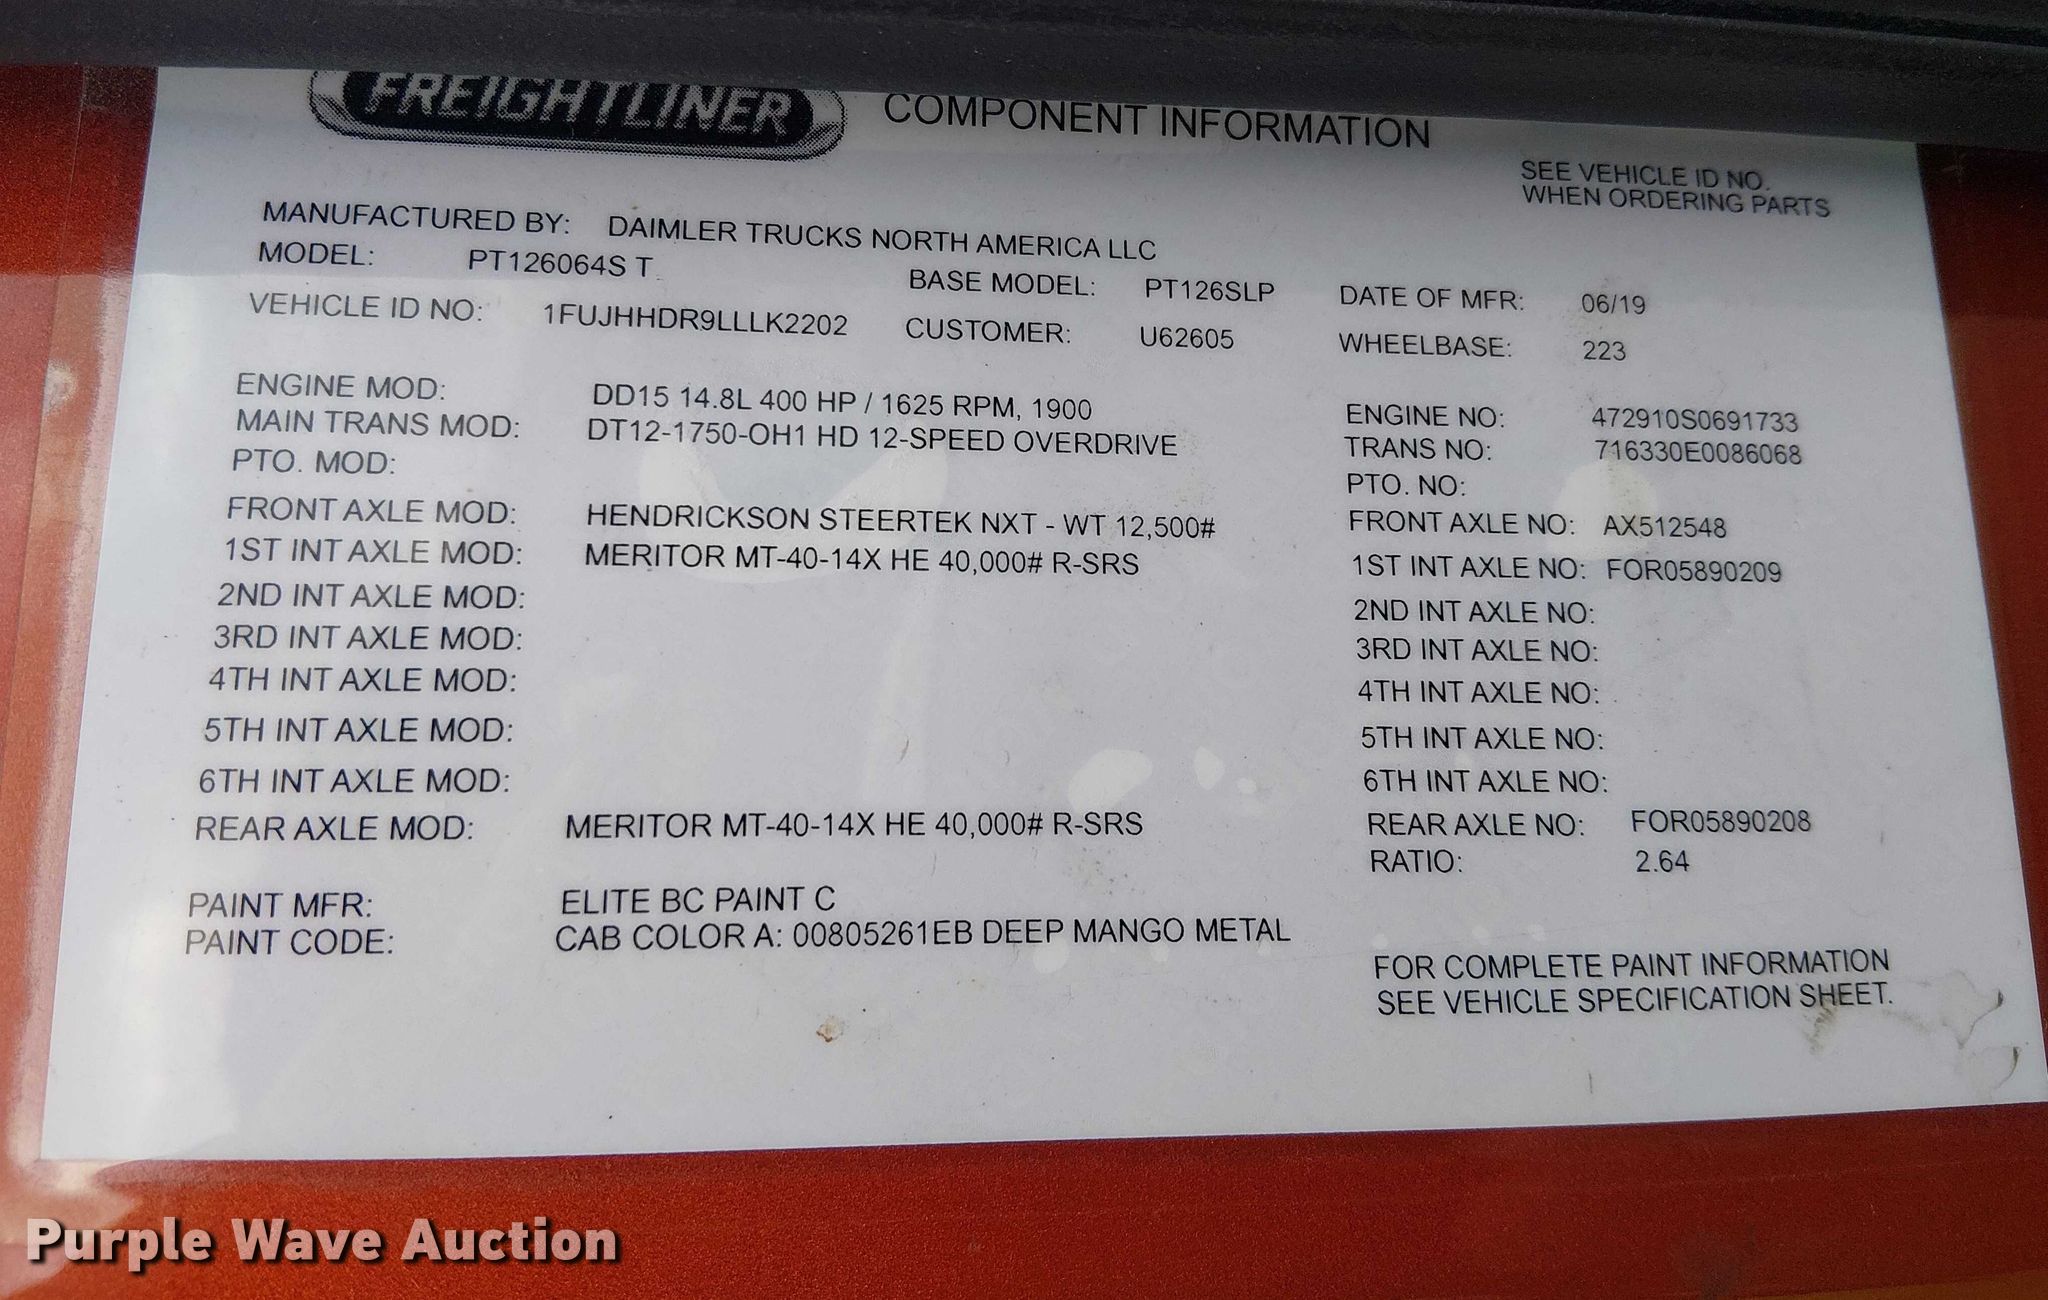 FREIGHTLINER COMPONENT INFORMATION
SEE VEHICLE ID NO.
WHEN ORDERING PARTS
MANUFACTURED BY: DAIMLER TRUCKS NORTH AMERICA LLC
MODEL: PT126064S T BASE MODEL: PT126SLP DATE OF MFR: 06/19
VEHICLE ID NO: 1FUJHHDR9LLLK2202 CUSTOMER: U62605 WHEELBASE: 223
ENGINE MOD: DD15 14.8L 400 HP / 1625 RPM, 1900 ENGINE NO: 472910S0691733
MAIN TRANS MOD: DT12-1750-OH1 HD 12-SPEED OVERDRIVE TRANS NO: 716330E0086068
PTO. MOD: PTO. NO:
FRONT AXLE MOD: HENDRICKSON STEERTEK NXT - WT 12,500# FRONT AXLE NO: AX512548
1ST INT AXLE MOD: MERITOR MT-40-14X HE 40,000# R-SRS 1ST INT AXLE NO: FOR05890209
2ND INT AXLE MOD: 2ND INT AXLE NO:
3RD INT AXLE MOD: 3RD INT AXLE NO:
4TH INT AXLE MOD: 4TH INT AXLE NO:
5TH INT AXLE MOD: 5TH INT AXLE NO:
6TH INT AXLE MOD: 6TH INT AXLE NO:
REAR AXLE MOD: MERITOR MT-40-14X HE 40,000# R-SRS REAR AXLE NO: FOR05890208
RATIO: 2.64
PAINT MFR: ELITE BC PAINT C
PAINT CODE: CAB COLOR A: 00805261EB DEEP MANGO METAL
FOR COMPLETE PAINT INFORMATION
SEE VEHICLE SPECIFICATION SHEET.
Purple Wave Auction